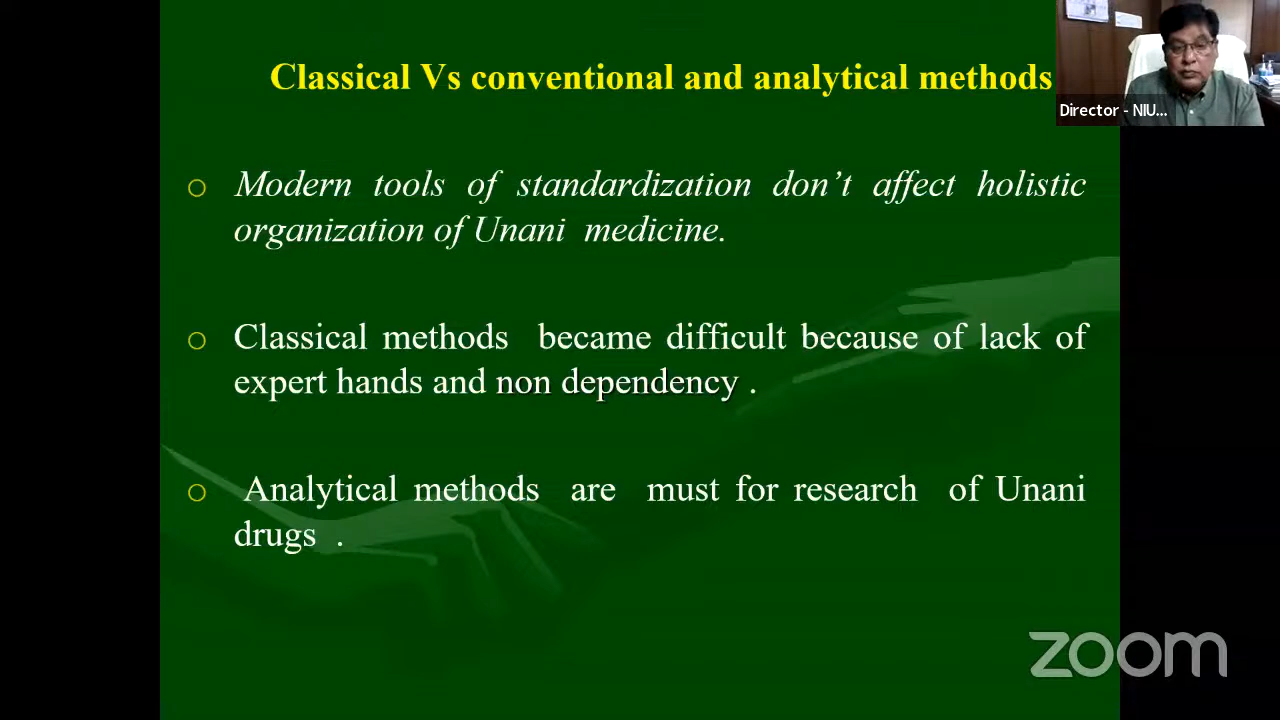 Classical Vs conventional and analytical methods
Director - NIU...
o Modern tools of standardization don’t affect holistic
organization of Unani medicine.
o Classical methods became difficult because of lack of
expert hands and non dependency .
o Analytical methods are must for research of Unani
drugs .
zoom